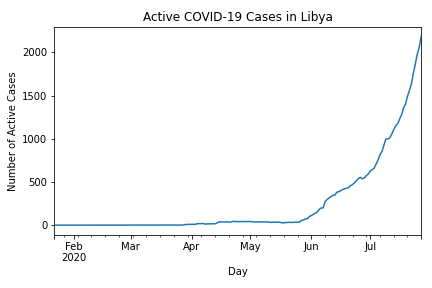 Active COVID-19 Cases in Libya
Number of Active Cases
2000
1500
1000
500
0
Feb Mar Apr May Jun Jul
2020
Day